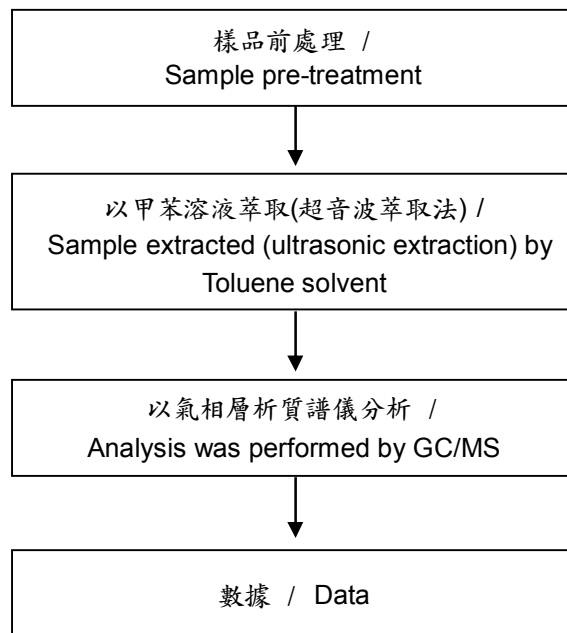 樣品前處理 /
Sample pre-treatment
以甲苯溶液萃取(超音波萃取法) /
Sample extracted (ultrasonic extraction) by
Toluene solvent
以氣相層析質譜儀分析 /
Analysis was performed by GC/MS
數據 / Data